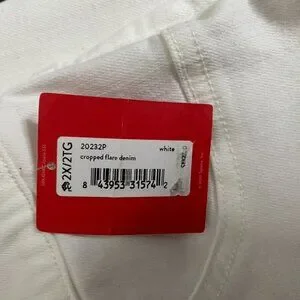 2X/2TG
20232P
white
cropped flare denim
8 43953 31574 2